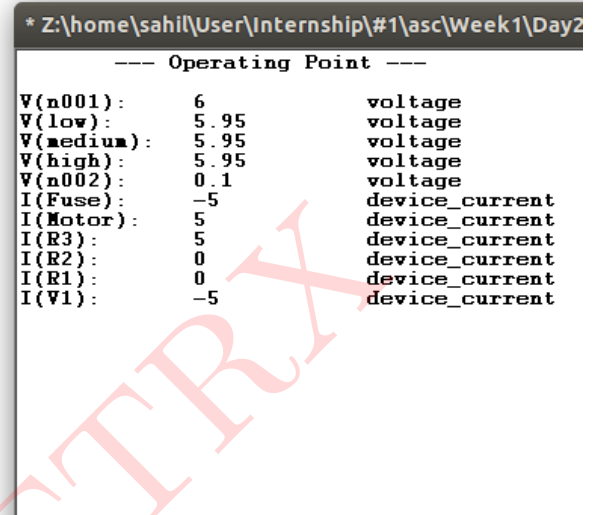 * Z:\home\sahil\User\Internship\#1\asc\Week1\Day2
--- Operating Point ---
V(n001): 6 voltage
V(low): 5.95 voltage
V(medium): 5.95 voltage
V(high): 5.95 voltage
V(n002): 0.1 voltage
I(Fuse): -5 device_current
I(Motor): 5 device_current
I(R3): 5 device_current
I(R2): 0 device_current
I(R1): 0 device_current
I(V1): -5 device_current
TTRX